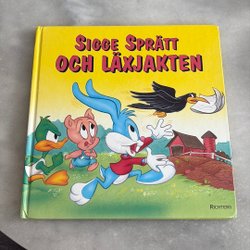 SIGGE SPRÄTT
OCH LÄXJAKTEN
RICHTERS